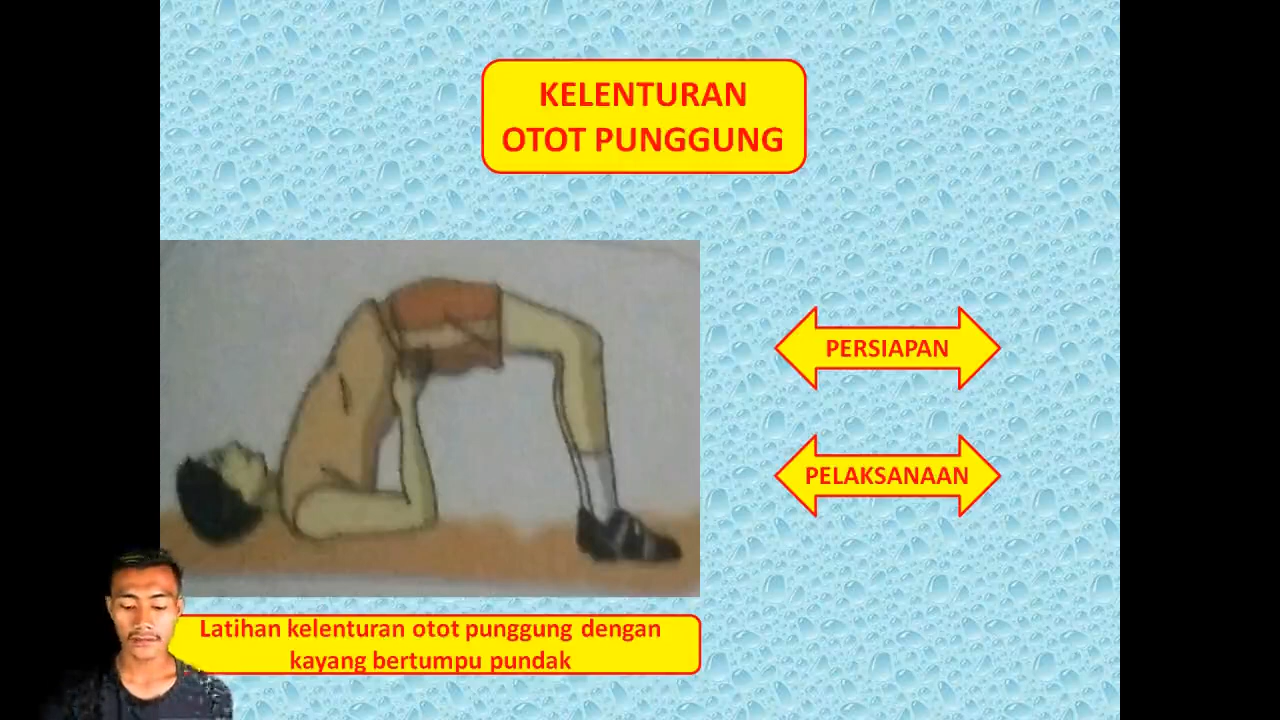 KELENTURAN
OTOT PUNGGUNG
PERSIAPAN
PELAKSANAAN
Latihan kelenturan otot punggung dengan
kayang bertumpu pundak